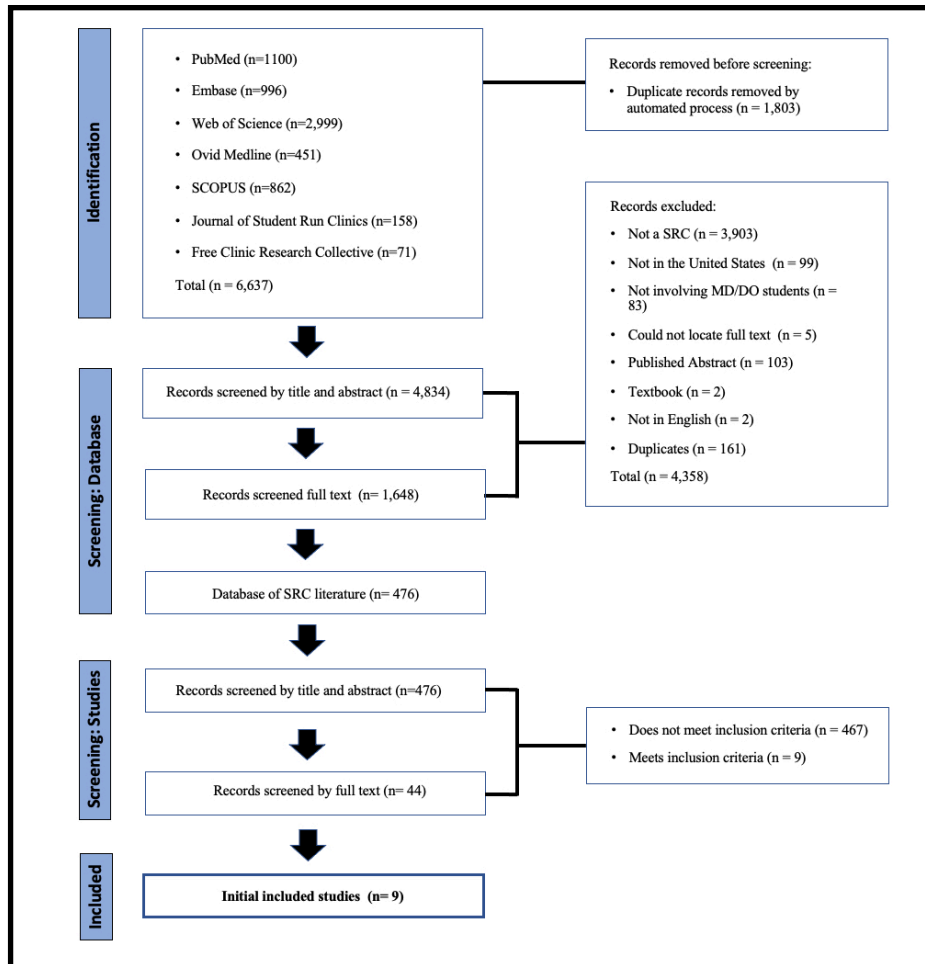 Identification
• PubMed (n=1100)
• Embase (n=996)
• Web of Science (n=2,999)
• Ovid Medline (n=451)
• SCOPUS (n=862)
• Journal of Student Run Clinics (n=158)
• Free Clinic Research Collective (n=71)
Total (n = 6,637)
Records removed before screening:
• Duplicate records removed by
automated process (n = 1,803)
Screening: Database
Records screened by title and abstract (n = 4,834)
Records screened full text (n= 1,648)
Database of SRC literature (n= 476)
Records excluded:
• Not a SRC (n = 3,903)
• Not in the United States (n = 99)
• Not involving MD/DO students (n =
83)
• Could not locate full text (n = 5)
• Published Abstract (n = 103)
• Textbook (n = 2)
• Not in English (n = 2)
• Duplicates (n = 161)
Total (n = 4,358)
Screening: Studies
Records screened by title and abstract (n=476)
Records screened by full text (n= 44)
• Does not meet inclusion criteria (n = 467)
• Meets inclusion criteria (n = 9)
Included
Initial included studies (n= 9)